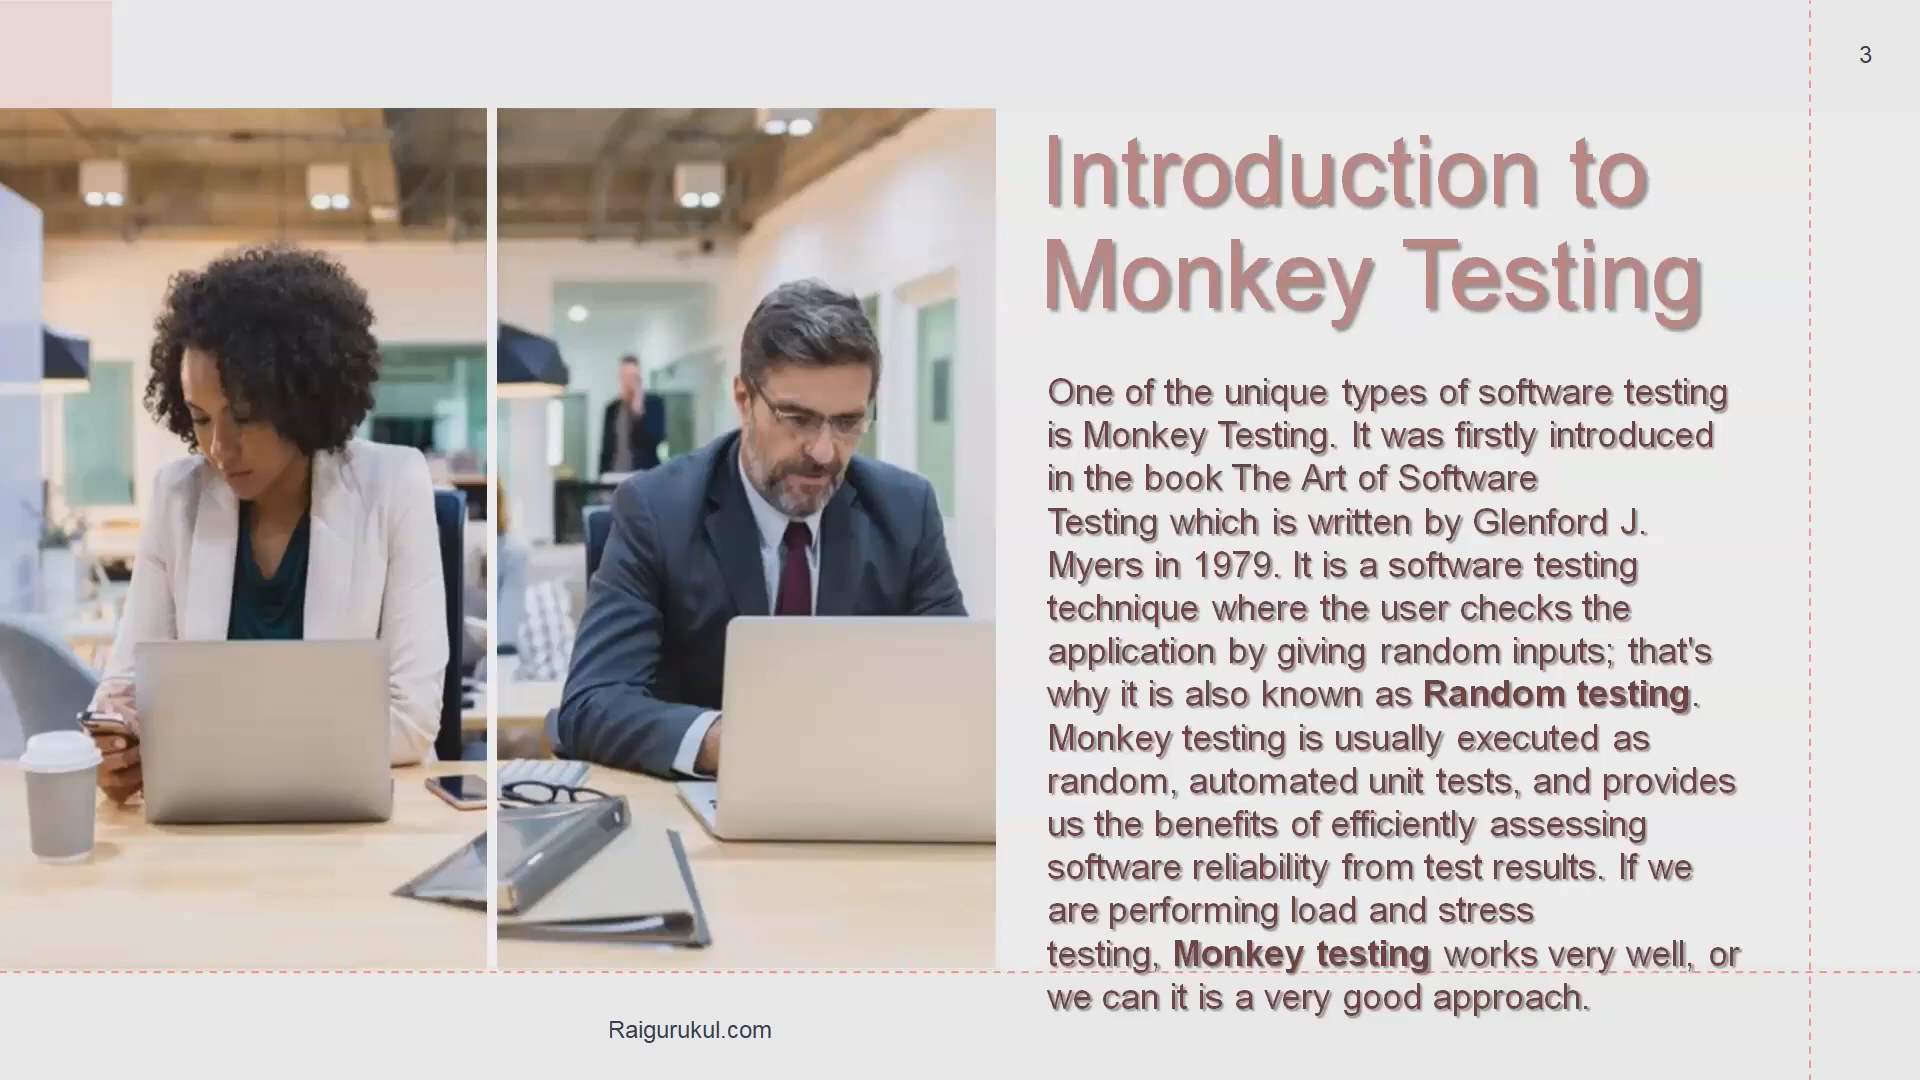 3
Introduction to
Monkey Testing
One of the unique types of software testing
is Monkey Testing. It was firstly introduced
in the book The Art of Software
Testing which is written by Glenford J.
Myers in 1979. It is a software testing
technique where the user checks the
application by giving random inputs; that's
why it is also known as Random testing.
Monkey testing is usually executed as
random, automated unit tests, and provides
us the benefits of efficiently assessing
software reliability from test results. If we
are performing load and stress
testing, Monkey testing works very well, or
we can it is a very good approach.
Raigurukul.com